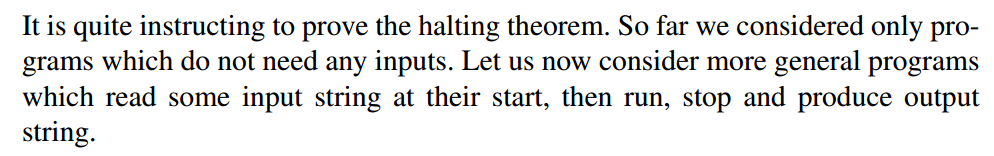 It is quite instructing to prove the halting theorem. So far we considered only pro-
grams which do not need any inputs. Let us now consider more general programs
which read some input string at their start, then run, stop and produce output
string.